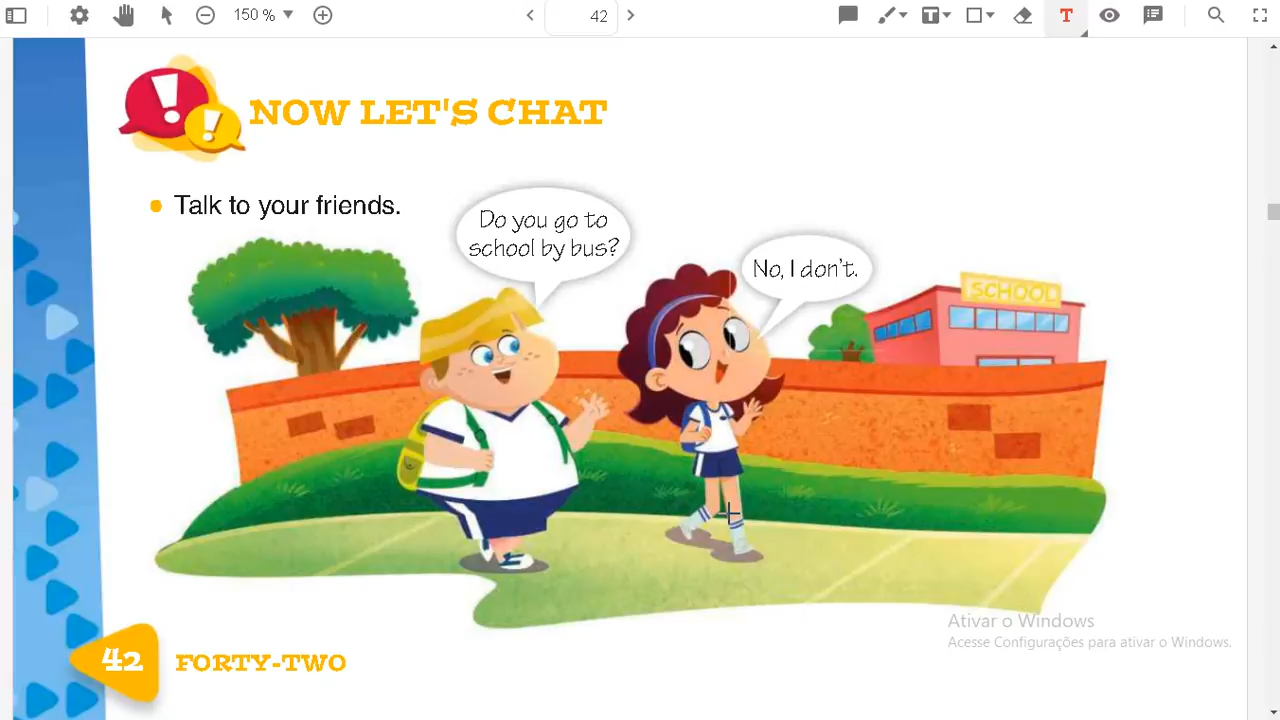 150 %
42
T
T
NOW LET'S CHAT
Talk to your friends.
Do you go to
school by bus?
No, I don't.
SCHOOL
Ativar o Windows
Acesse Configurações para ativar o Windows.
42
FORTY-TWO